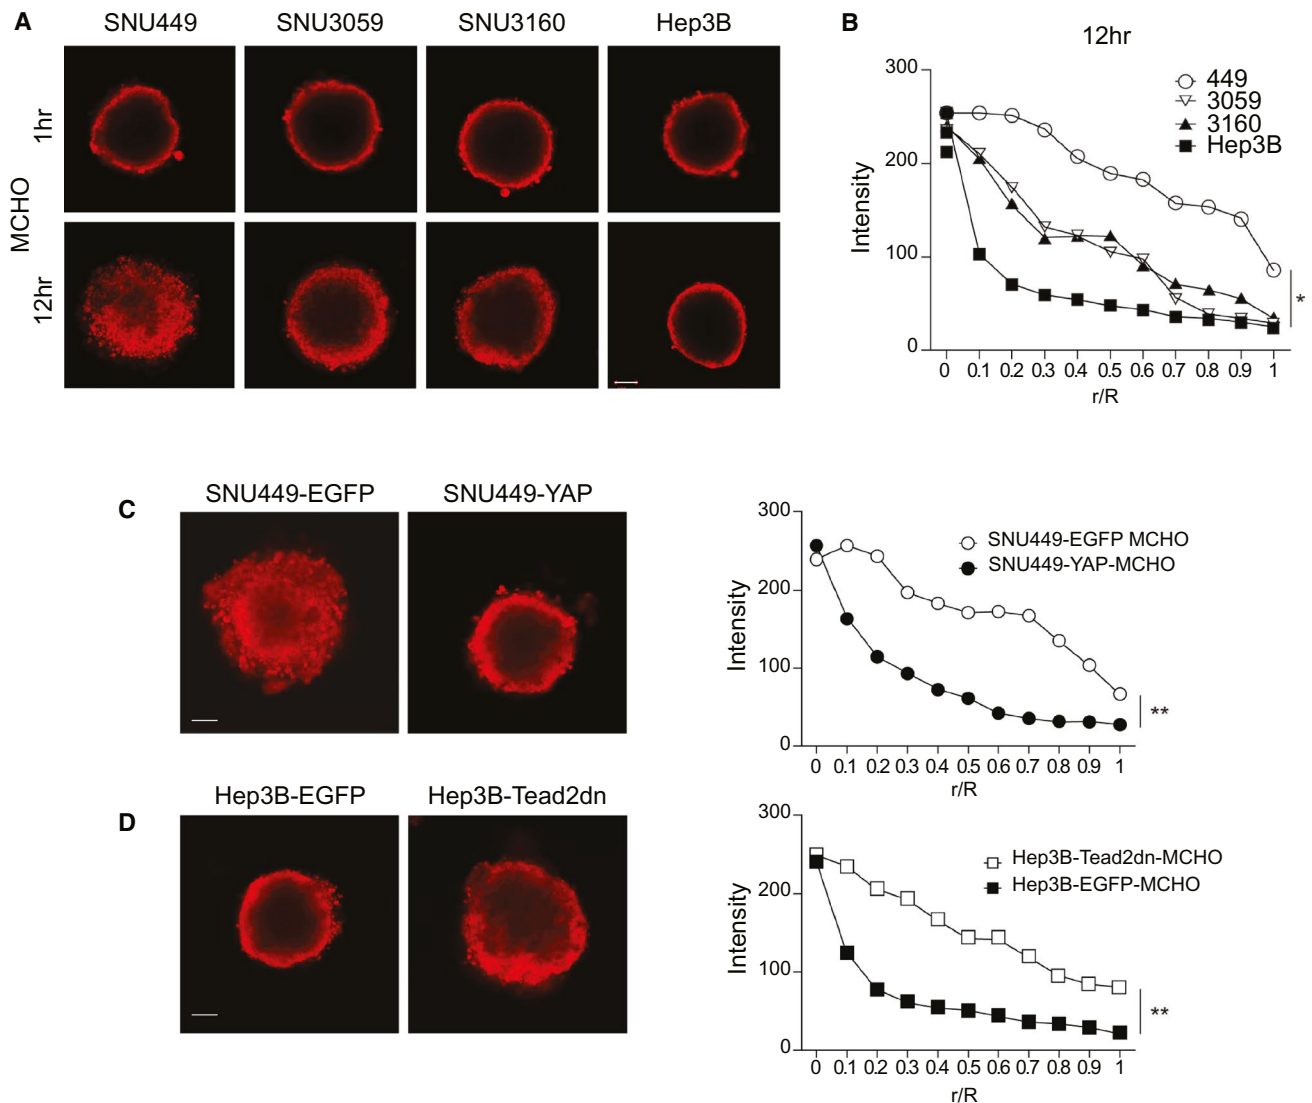 A
SNU449 SNU3059 SNU3160 Hep3B
MCHO
1hr
12hr
B
12hr
449
3059
3160
Hep3B
Intensity
300
200
100
0
0 0.1 0.2 0.3 0.4 0.5 0.6 0.7 0.8 0.9 1
r/R
*
C
SNU449-EGFP SNU449-YAP
SNU449-EGFP MCHO
SNU449-YAP-MCHO
Intensity
300
200
100
0
0 0.1 0.2 0.3 0.4 0.5 0.6 0.7 0.8 0.9 1
r/R
**
D
Hep3B-EGFP Hep3B-Tead2dn
Hep3B-Tead2dn-MCHO
Hep3B-EGFP-MCHO
Intensity
300
200
100
0
0 0.1 0.2 0.3 0.4 0.5 0.6 0.7 0.8 0.9 1
r/R
**